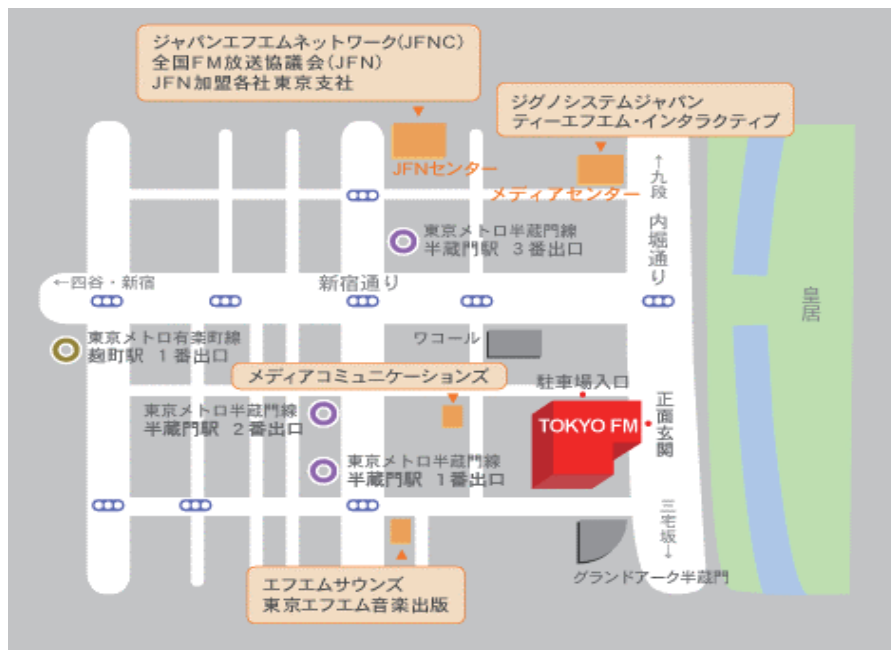 ジャパンエフエムネットワーク(JFNC)
全国FM放送協議会(JFN)
JFN加盟各社東京支社
ジグノシステムジャパン
ティーエフエム・インタラクティブ
JFNセンター
メディアセンター
↑九段
内堀通り
東京メトロ半蔵門線
半蔵門駅 3番出口
←四谷・新宿
新宿通り
皇居
東京メトロ有楽町線
麹町駅 1番出口
ワコール
メディアコミュニケーションズ
駐車場入口
東京メトロ半蔵門線
半蔵門駅 2番出口
TOKYO FM
正面玄関
東京メトロ半蔵門線
半蔵門駅 1番出口
三宅坂→
グランドアーク半蔵門
エフエムサウンズ
東京エフエム音楽出版